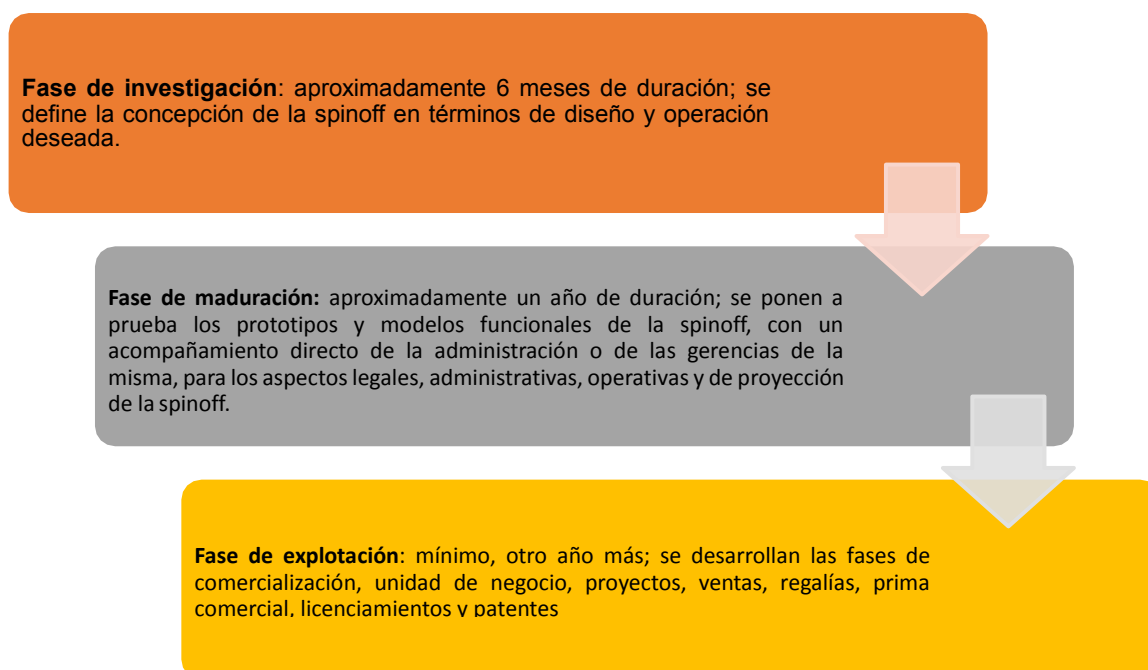 Fase de investigación: aproximadamente 6 meses de duración; se
define la concepción de la spinoff en términos de diseño y operación
deseada.
Fase de maduración: aproximadamente un año de duración; se ponen a
prueba los prototipos y modelos funcionales de la spinoff, con un
acompañamiento directo de la administración o de las gerencias de la
misma, para los aspectos legales, administrativas, operativas y de proyección
de la spinoff.
Fase de explotación: mínimo, otro año más; se desarrollan las fases de
comercialización, unidad de negocio, proyectos, ventas, regalías, prima
comercial, licenciamientos y patentes